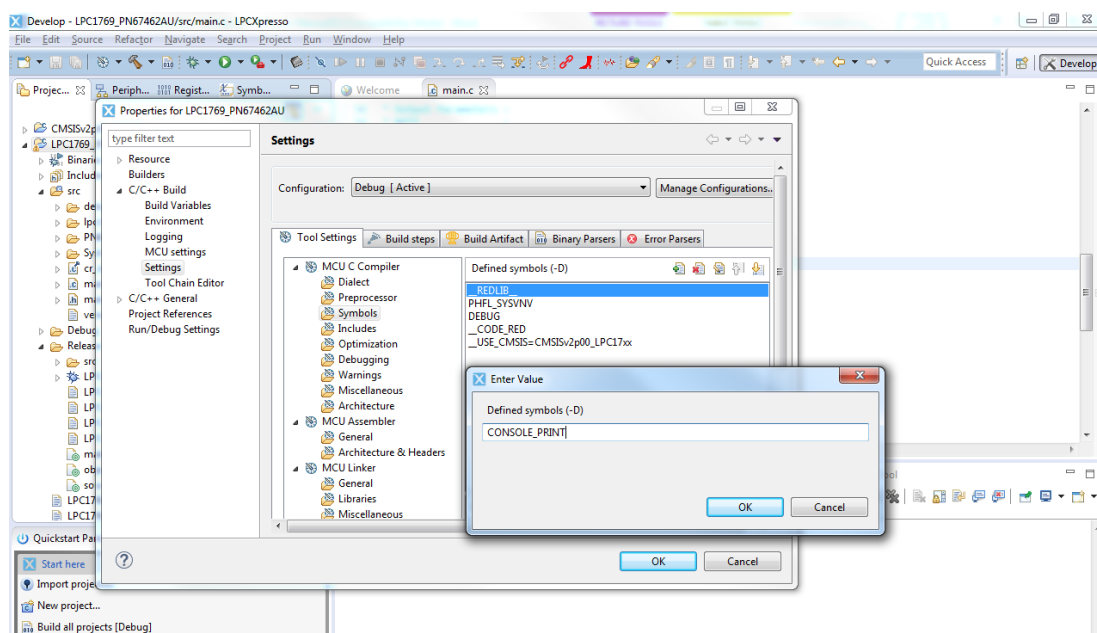 Develop - LPC1769_PN67462AU/src/main.c - LPCXpresso
File Edit Source Refactor Navigate Search Project Run Window Help
Quick Access
Develop
Projec...
Periph...
Regist...
Symb...
Welcome
main.c
Properties for LPC1769_PN67462AU
CMSISv2p
LPC1769_
Binari
Includ
src
de
lpc
PN
Sy
cr_
ma
ma
ve
Debug
Releas
src
LP
LP
LP
LP
LP
ma
ob
so
LPC17
LPC17
type filter text
Resource
Builders
C/C++ Build
Build Variables
Environment
Logging
MCU settings
Settings
Tool Chain Editor
C/C++ General
Project References
Run/Debug Settings
Settings
Configuration: Debug [ Active ]
Manage Configurations..
Tool Settings
Build steps
Build Artifact
Binary Parsers
Error Parsers
MCU C Compiler
Dialect
Preprocessor
Symbols
Includes
Optimization
Debugging
Warnings
Miscellaneous
Architecture
MCU Assembler
General
Architecture & Headers
MCU Linker
General
Libraries
Miscellaneous
Defined symbols (-D)
__REDLIB__
PHFL_SYSVNV
DEBUG
__CODE_RED
__USE_CMSIS=CMSISv2p00_LPC17xx
Enter Value
Defined symbols (-D)
CONSOLE_PRINT
OK
Cancel
OK
Cancel
Quickstart Pa
Start here
Import proje
New project...
Build all projects [Debug]